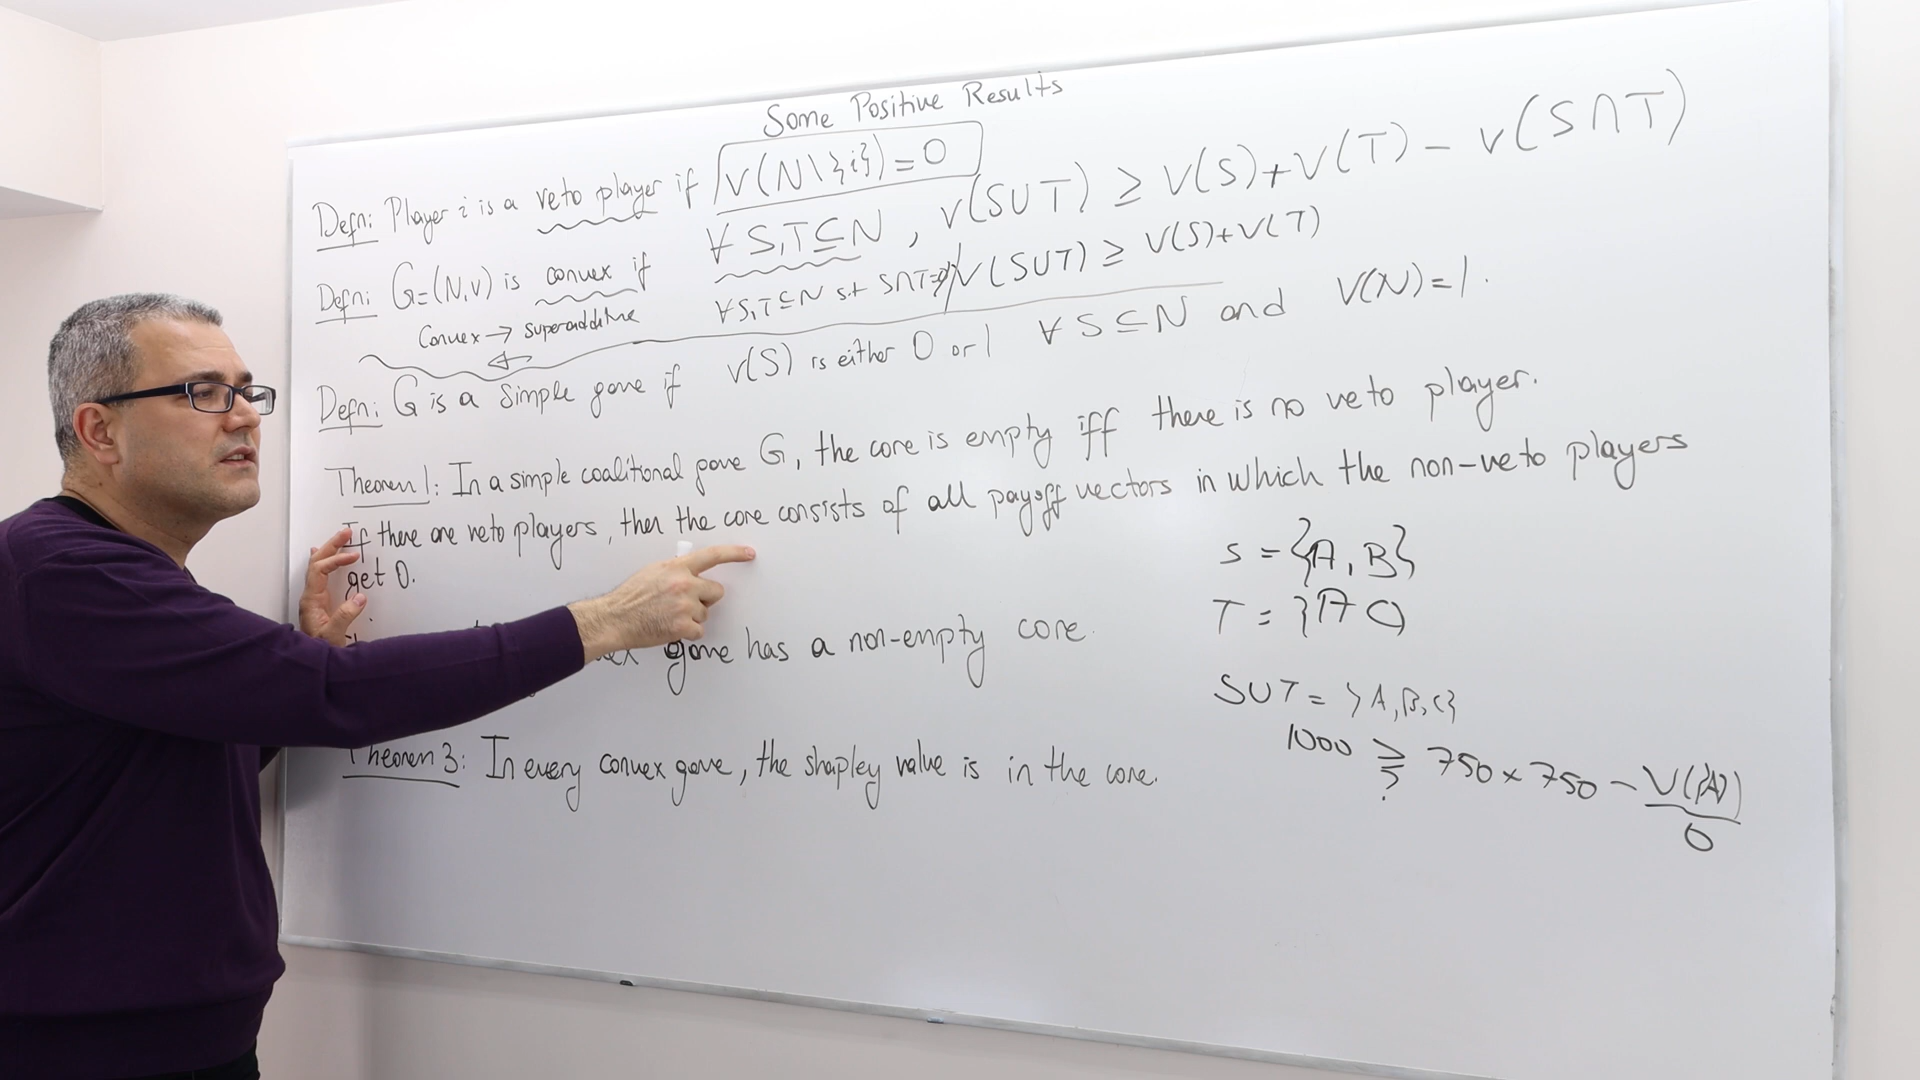 Some Positive Results
Defn: Player i is a veto player if V(N\{i})=0
Defn: G=(N,v) is convex if ∀ S,T⊆N, v(SUT) ≥ V(S)+V(T) - v(S∩T)
Convex → superadditive ∀ S,T⊆N s.t S∩T=∅, V(SUT) ≥ V(S)+V(T)
Defn: G is a simple game if v(S) is either 0 or 1 ∀ S⊆N and V(N)=1.
Theorem 1: In a simple coalitional game G, the core is empty iff there is no veto player.
If there are veto players, then the core consists of all payoff vectors in which the non-veto players
get 0.
game has a non-empty core.
Theorem 3: In every convex game, the shapley value is in the core.
S = {A, B}
T = {A C}
SUT = {A, B, C}
1000 ≥ 750 + 750 - V({A})
?
0